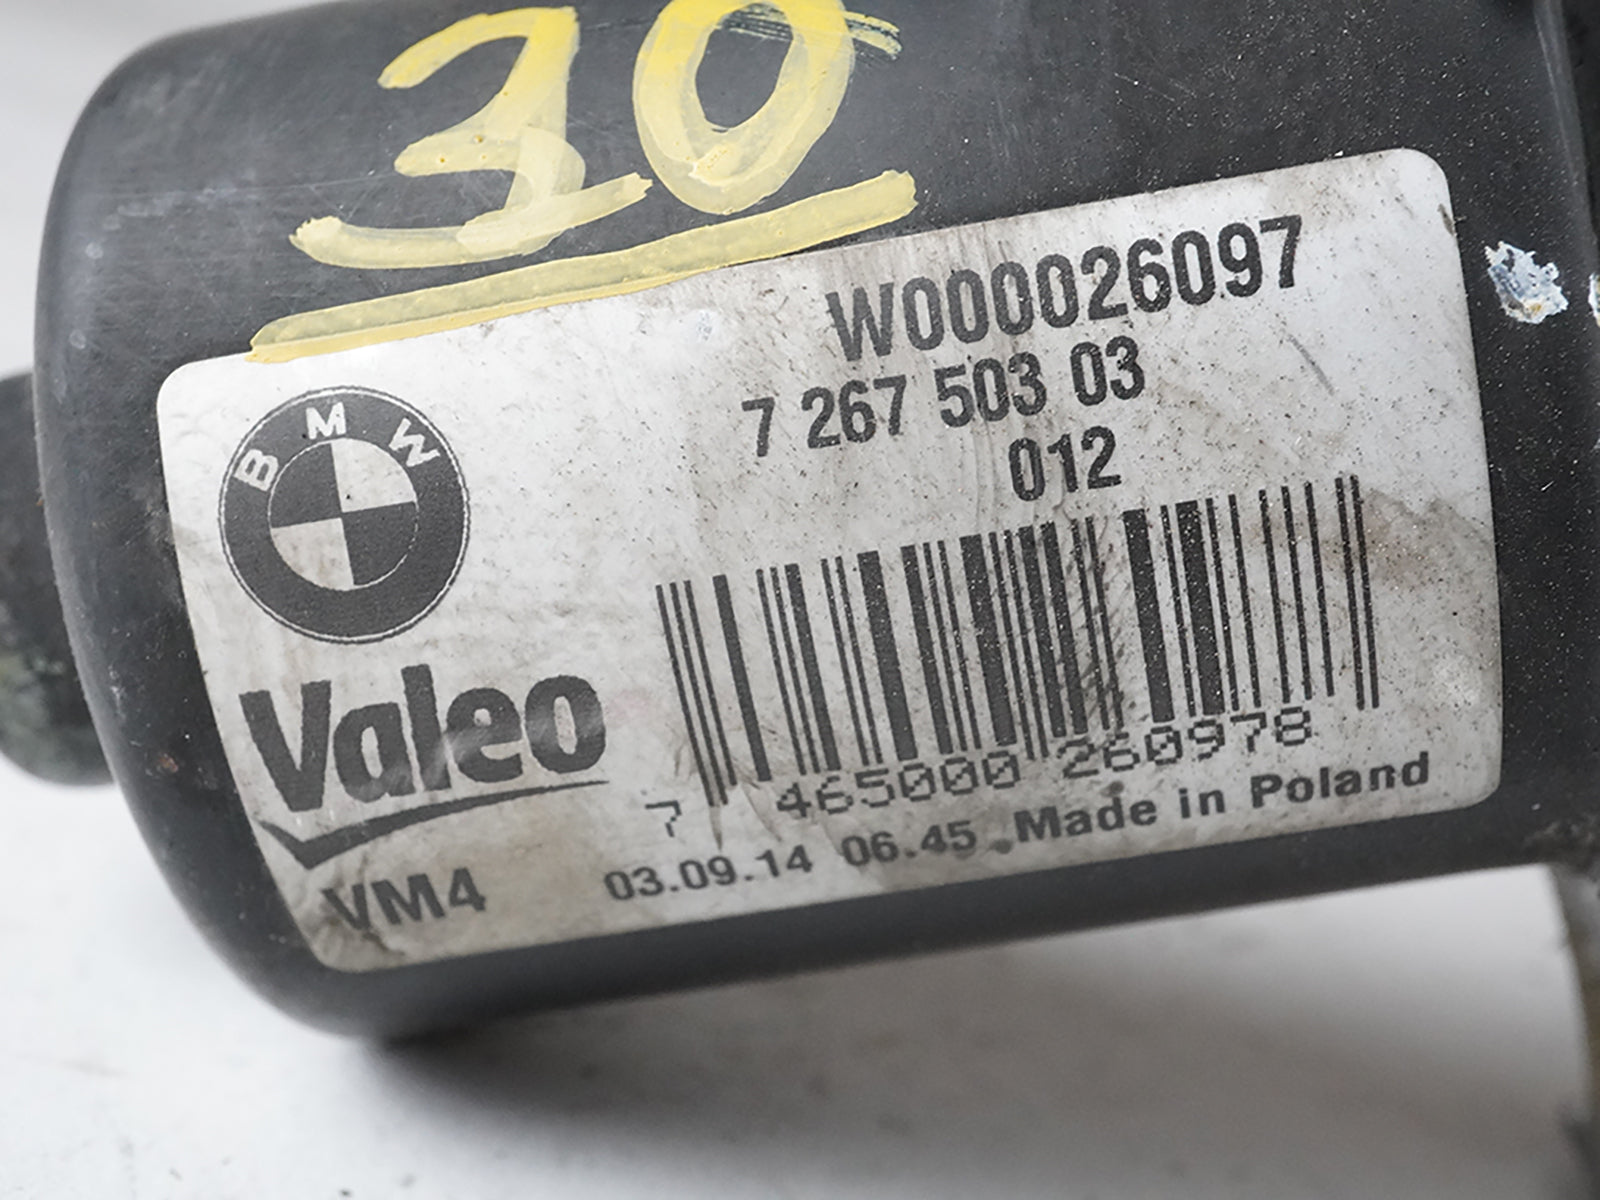 30
W000026097
7 267 503 03
012
BMW
Valeo
7 465000 260978
VM4 03.09.14 06.45 Made in Poland